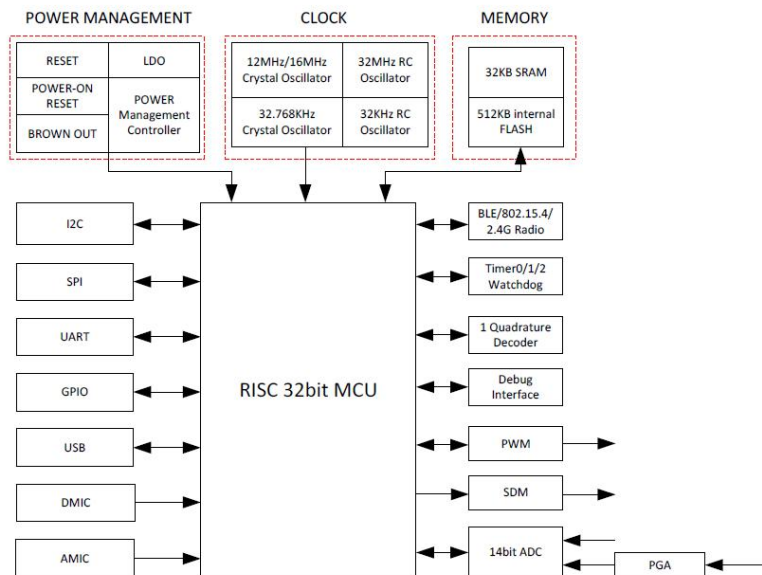 POWER MANAGEMENT
CLOCK
MEMORY
RESET
LDO
POWER-ON
RESET
POWER
Management
Controller
BROWN OUT
12MHz/16MHz
Crystal Oscillator
32MHz RC
Oscillator
32.768KHz
Crystal Oscillator
32KHz RC
Oscillator
32KB SRAM
512KB internal
FLASH
I2C
SPI
UART
GPIO
USB
DMIC
AMIC
RISC 32bit MCU
BLE/802.15.4/
2.4G Radio
Timer0/1/2
Watchdog
1 Quadrature
Decoder
Debug
Interface
PWM
SDM
14bit ADC
PGA